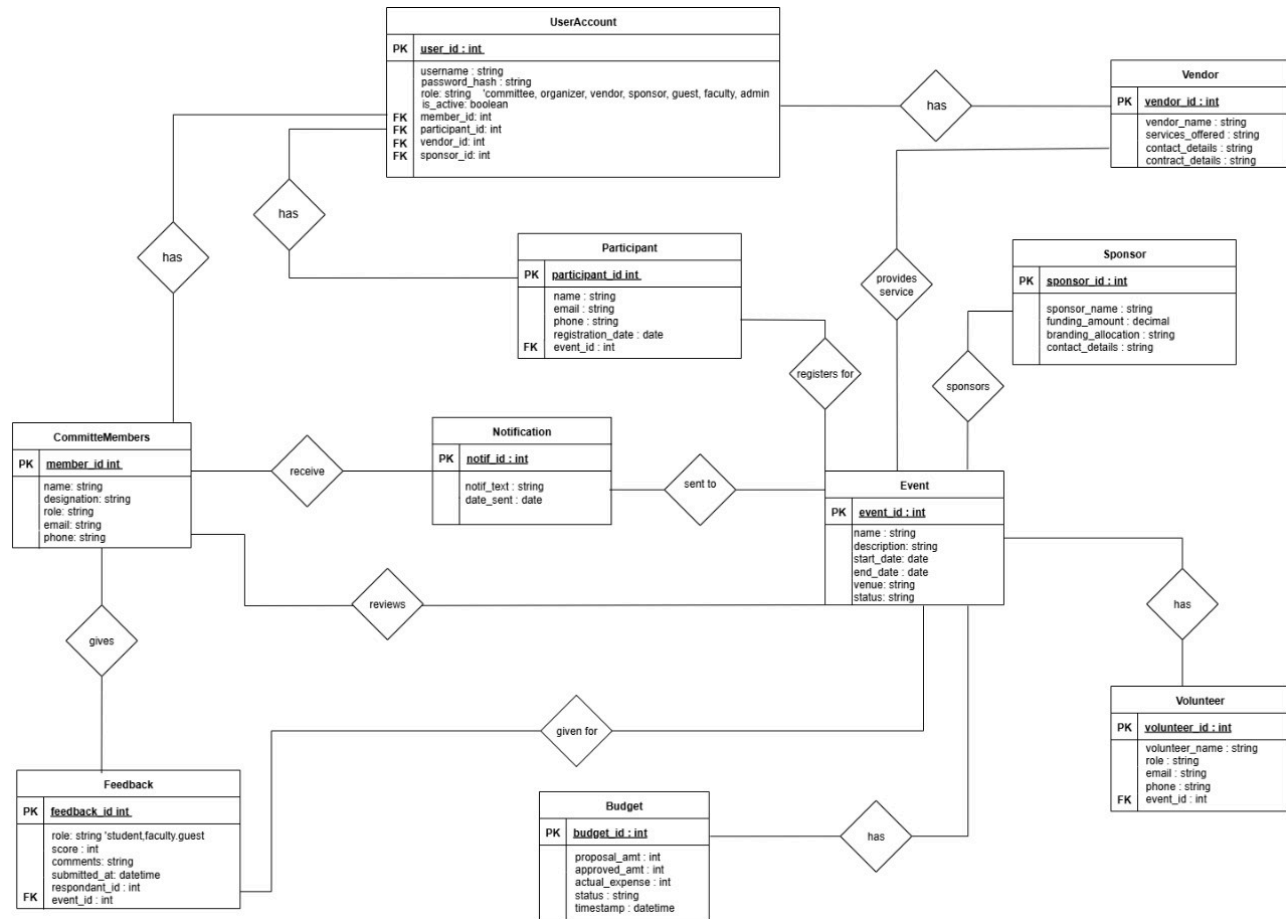 UserAccount
PK user_id : int
username : string
password_hash : string
role: string 'committee, organizer, vendor, sponsor, guest, faculty, admin
is_active: boolean
FK member_id: int
FK participant_id: int
FK vendor_id: int
FK sponsor_id: int
has
Vendor
PK vendor_id : int
vendor_name : string
services_offered : string
contact_details : string
contract_details : string
has
has
Participant
PK participant_id int
name : string
email : string
phone : string
registration_date : date
FK event_id : int
provides
service
Sponsor
PK sponsor_id : int
sponsor_name : string
funding_amount : decimal
branding_allocation : string
contact_details : string
registers for
sponsors
CommitteMembers
PK member_id int
name: string
designation: string
role: string
email: string
phone: string
receive
Notification
PK notif_id : int
notif_text : string
date_sent : date
sent to
Event
PK event_id : int
name : string
description: string
start_date: date
end_date : date
venue: string
status: string
reviews
has
gives
given for
Volunteer
PK volunteer_id : int
volunteer_name : string
role : string
email : string
phone : string
FK event_id : int
Feedback
PK feedback_id int
role: string 'student,faculty.guest
score : int
comments: string
submitted_at: datetime
respondant_id : int
FK event_id : int
Budget
PK budget_id : int
proposal_amt : int
approved_amt : int
actual_expense : int
status : string
timestamp : datetime
has